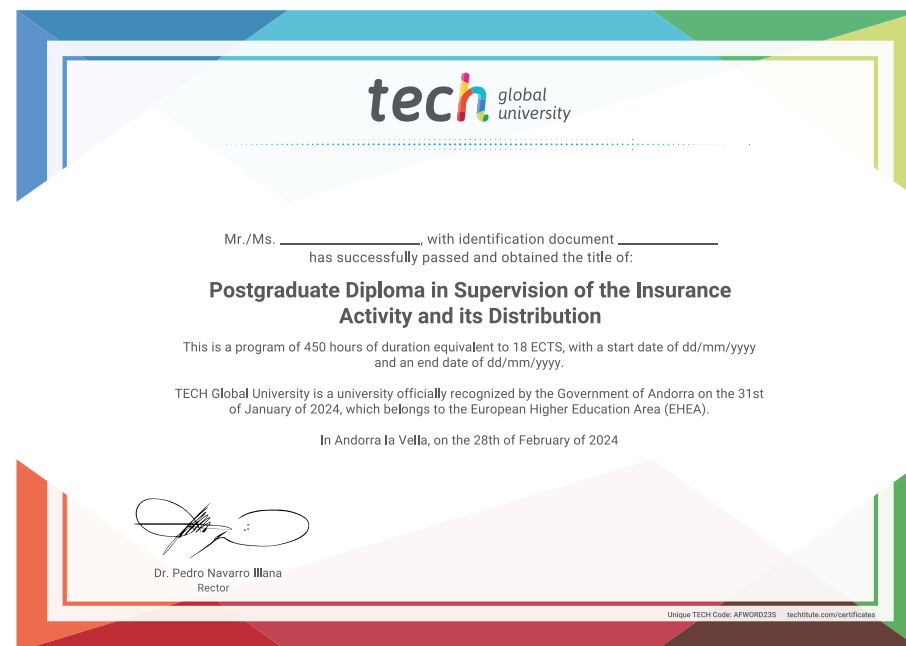 tech global university
Mr./Ms. ____________________, with identification document ______________
has successfully passed and obtained the title of:
Postgraduate Diploma in Supervision of the Insurance
Activity and its Distribution
This is a program of 450 hours of duration equivalent to 18 ECTS, with a start date of dd/mm/yyyy
and an end date of dd/mm/yyyy.
TECH Global University is a university officially recognized by the Government of Andorra on the 31st
of January of 2024, which belongs to the European Higher Education Area (EHEA).
In Andorra la Vella, on the 28th of February of 2024
Dr. Pedro Navarro Illana
Rector
Unique TECH Code: AFWORD23S techtitute.com/certificates